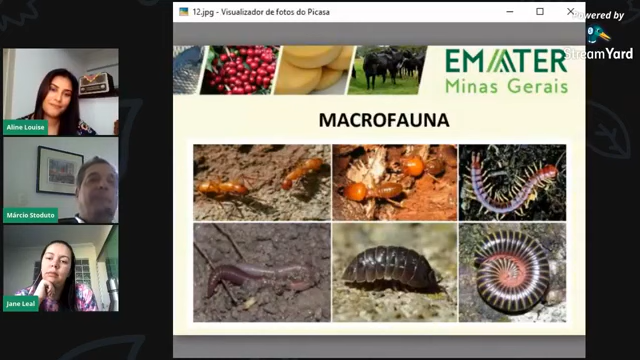 12.jpg - Visualizador de fotos do Picasa
Powered by
StreamYard
EMATER
Minas Gerais
MACROFAUNA
Aline Louise
Márcio Stoduto
Jane Leal